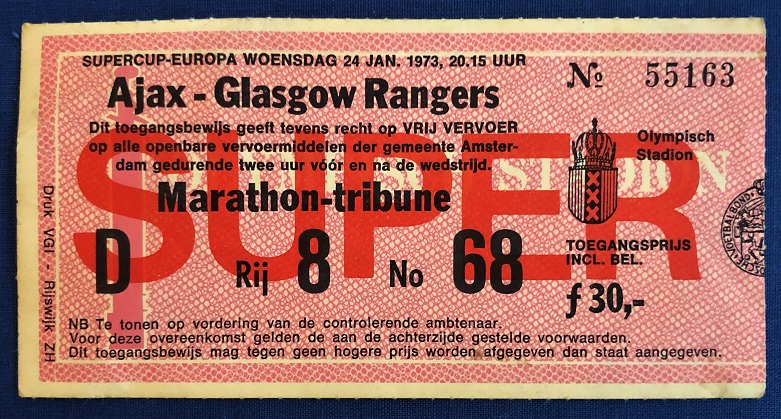 SUPERCUP-EUROPA WOENSDAG 24 JAN. 1973, 20.15 UUR
Nº 55163
Ajax - Glasgow Rangers
Dit toegangsbewijs geeft tevens recht op VRIJ VERVOER
op alle openbare vervoermiddelen der gemeente Amster-
dam gedurende twee uur vóór en na de wedstrijd.
Olympisch
Stadion
SUPER
Marathon-tribune
D Rij 8 No 68
TOEGANGSPRIJS
INCL. BEL.
f 30,-
NB Te tonen op vordering van de controlerende ambtenaar.
Voor deze overeenkomst gelden de aan de achterzijde gestelde voorwaarden.
Dit toegangsbewijs mag tegen geen hogere prijs worden afgegeven dan staat aangegeven.
Druk VGI - Rijswijk ZH